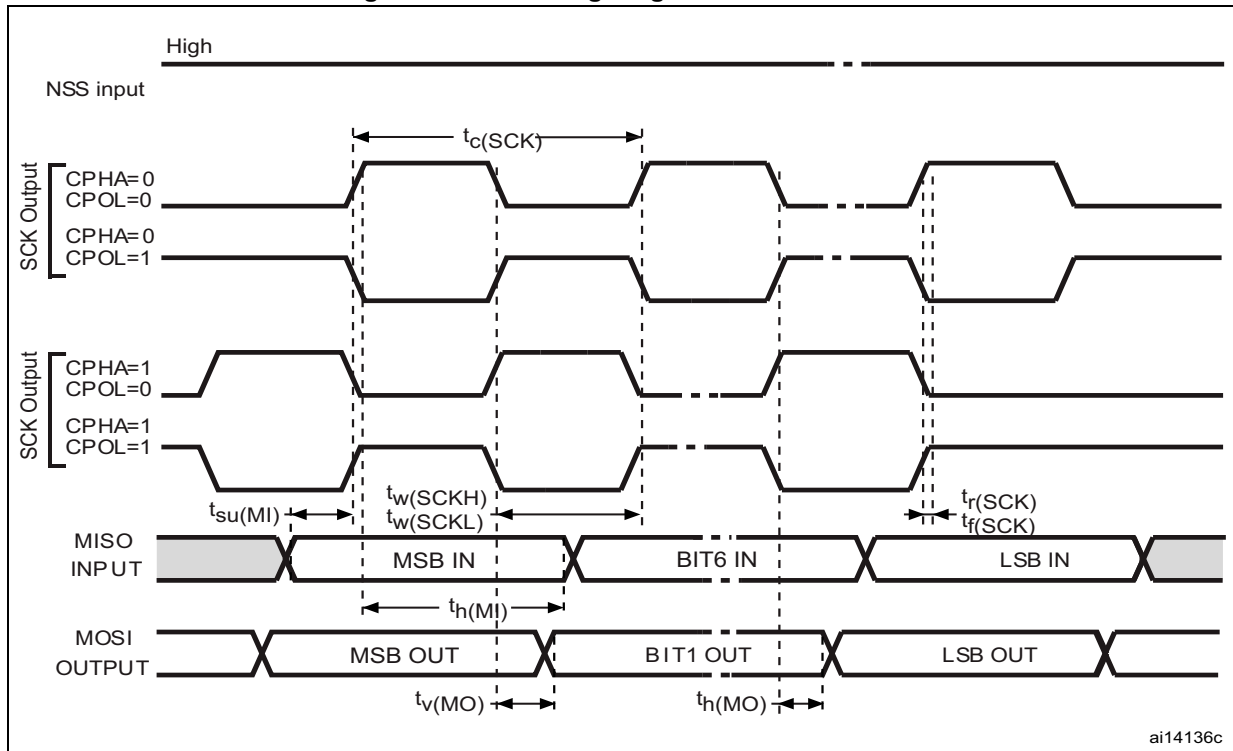 High
NSS input
tc(SCK)
SCK Output
CPHA=0
CPOL=0
CPHA=0
CPOL=1
SCK Output
CPHA=1
CPOL=0
CPHA=1
CPOL=1
tsu(MI)
tw(SCKH)
tw(SCKL)
tr(SCK)
tf(SCK)
MISO
INPUT
MSB IN
BIT6 IN
LSB IN
th(MI)
MOSI
OUTPUT
MSB OUT
BIT1 OUT
LSB OUT
tv(MO)
th(MO)
ai14136c